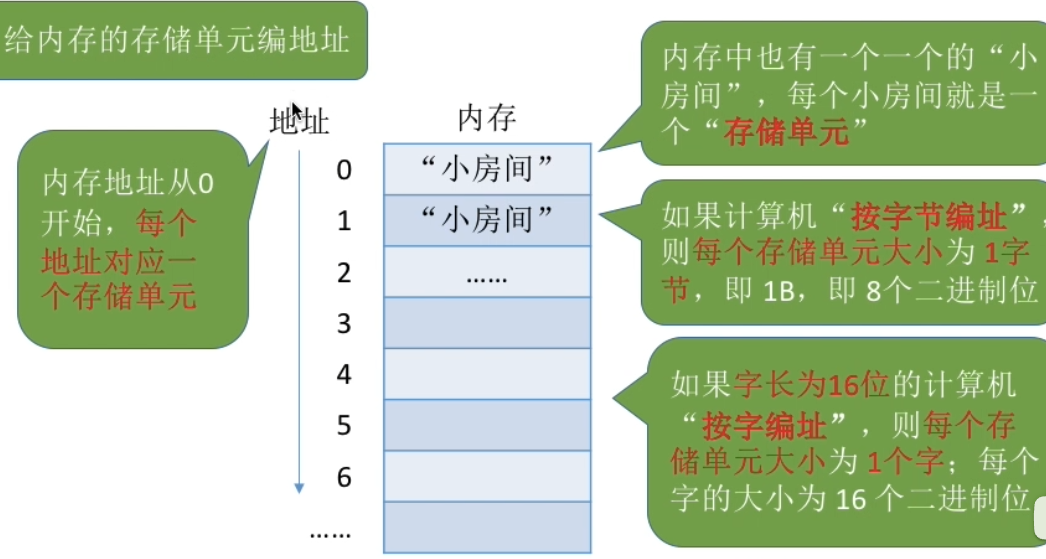 给内存的存储单元编地址
地址
内存
内存地址从0
开始，每个
地址对应一
个存储单元
0
1
2
3
4
5
6
……
“小房间”
“小房间”
……
内存中也有一个一个的“小
房间”，每个小房间就是一
个“存储单元”
如果计算机“按字节编址”，
则每个存储单元大小为 1字
节，即 1B，即 8个二进制位
如果字长为16位的计算机
“按字编址”，则每个存
储单元大小为 1个字；每个
字的大小为 16 个二进制位